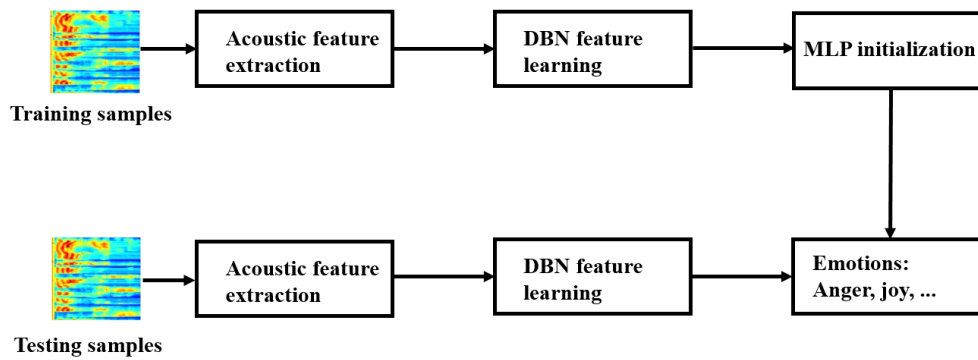 Acoustic feature
extraction
DBN feature
learning
MLP initialization
Training samples
Acoustic feature
extraction
DBN feature
learning
Emotions:
Anger, joy, ...
Testing samples